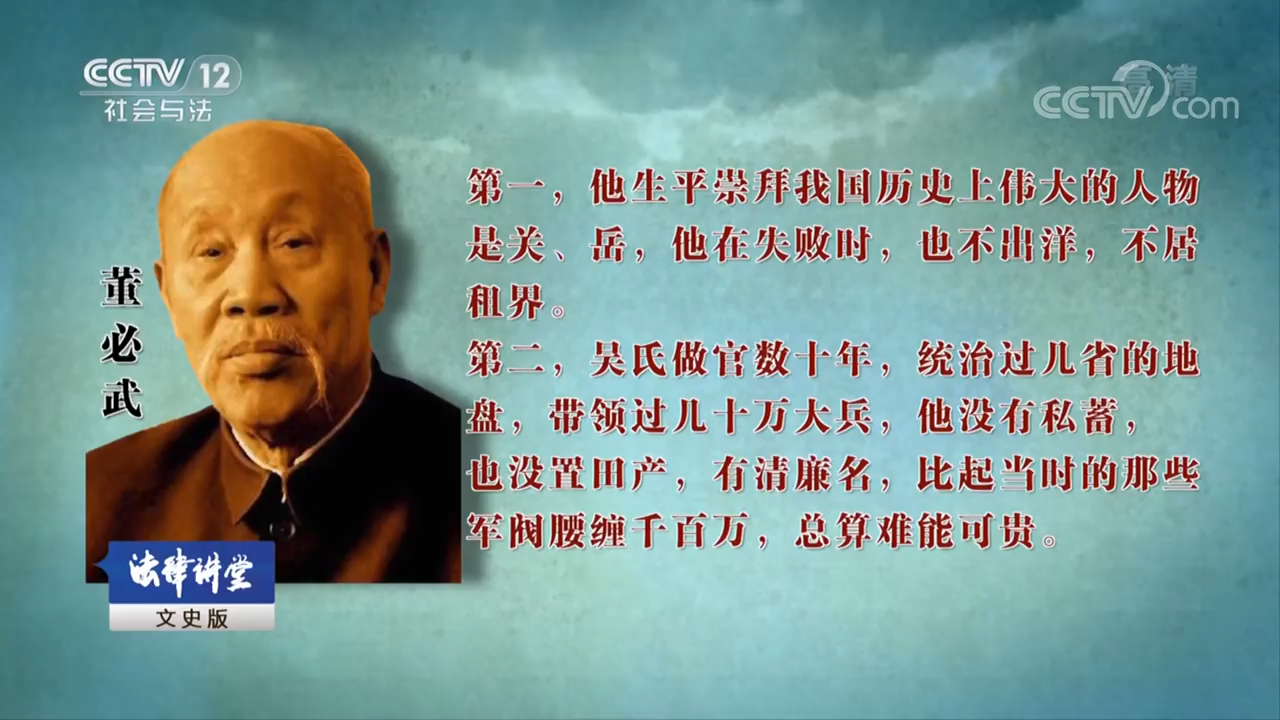 CCTV 12
社会与法
高清
CCTV.com
第一，他生平崇拜我国历史上伟大的人物
是关、岳，他在失败时，也不出洋，不居
租界。
第二，吴氏做官数十年，统治过几省的地
盘，带领过几十万大兵，他没有私蓄，
也没置田产，有清廉名，比起当时的那些
军阀腰缠千百万，总算难能可贵。
董必武
法律讲堂
文史版